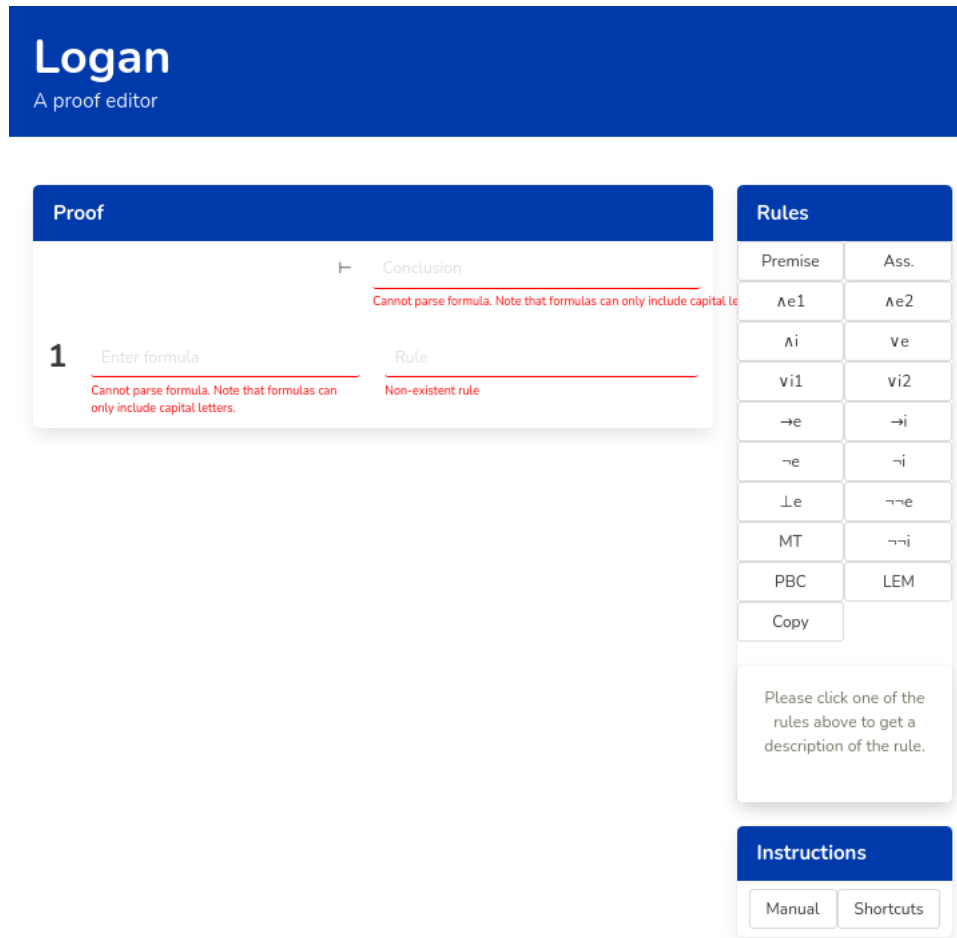 Logan
A proof editor
Proof
⊢ Conclusion
Cannot parse formula. Note that formulas can only include capital le
1 Enter formula Rule
Cannot parse formula. Note that formulas can
only include capital letters.
Non-existent rule
Rules
Premise Ass.
∧e1 ∧e2
∧i ∨e
∨i1 ∨i2
→e →i
¬e ¬i
⊥e ¬¬e
MT ¬¬i
PBC LEM
Copy
Please click one of the
rules above to get a
description of the rule.
Instructions
Manual Shortcuts